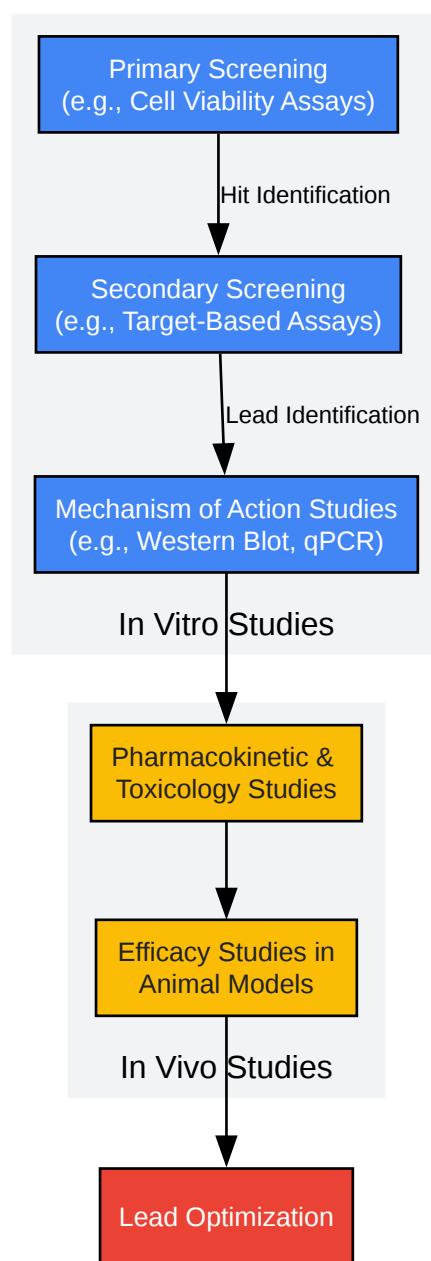 Primary Screening
(e.g., Cell Viability Assays)
Hit Identification
Secondary Screening
(e.g., Target-Based Assays)
Lead Identification
Mechanism of Action Studies
(e.g., Western Blot, qPCR)
In Vitro Studies
Pharmacokinetic &
Toxicology Studies
Efficacy Studies in
Animal Models
In Vivo Studies
Lead Optimization